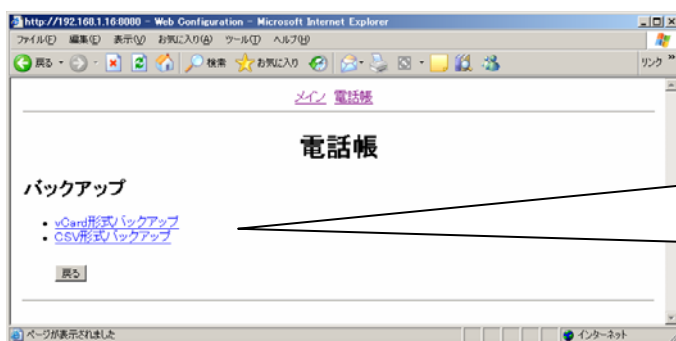 http://192.168.1.16:8080 - Web Configuration - Microsoft Internet Explorer
ファイル(F) 編集(E) 表示(V) お気に入り(A) ツール(T) ヘルプ(H)
戻る 検索 お気に入り リンク »
メイン 電話帳
電話帳
バックアップ
• vCard形式バックアップ
• CSV形式バックアップ
戻る
ページが表示されました インターネット